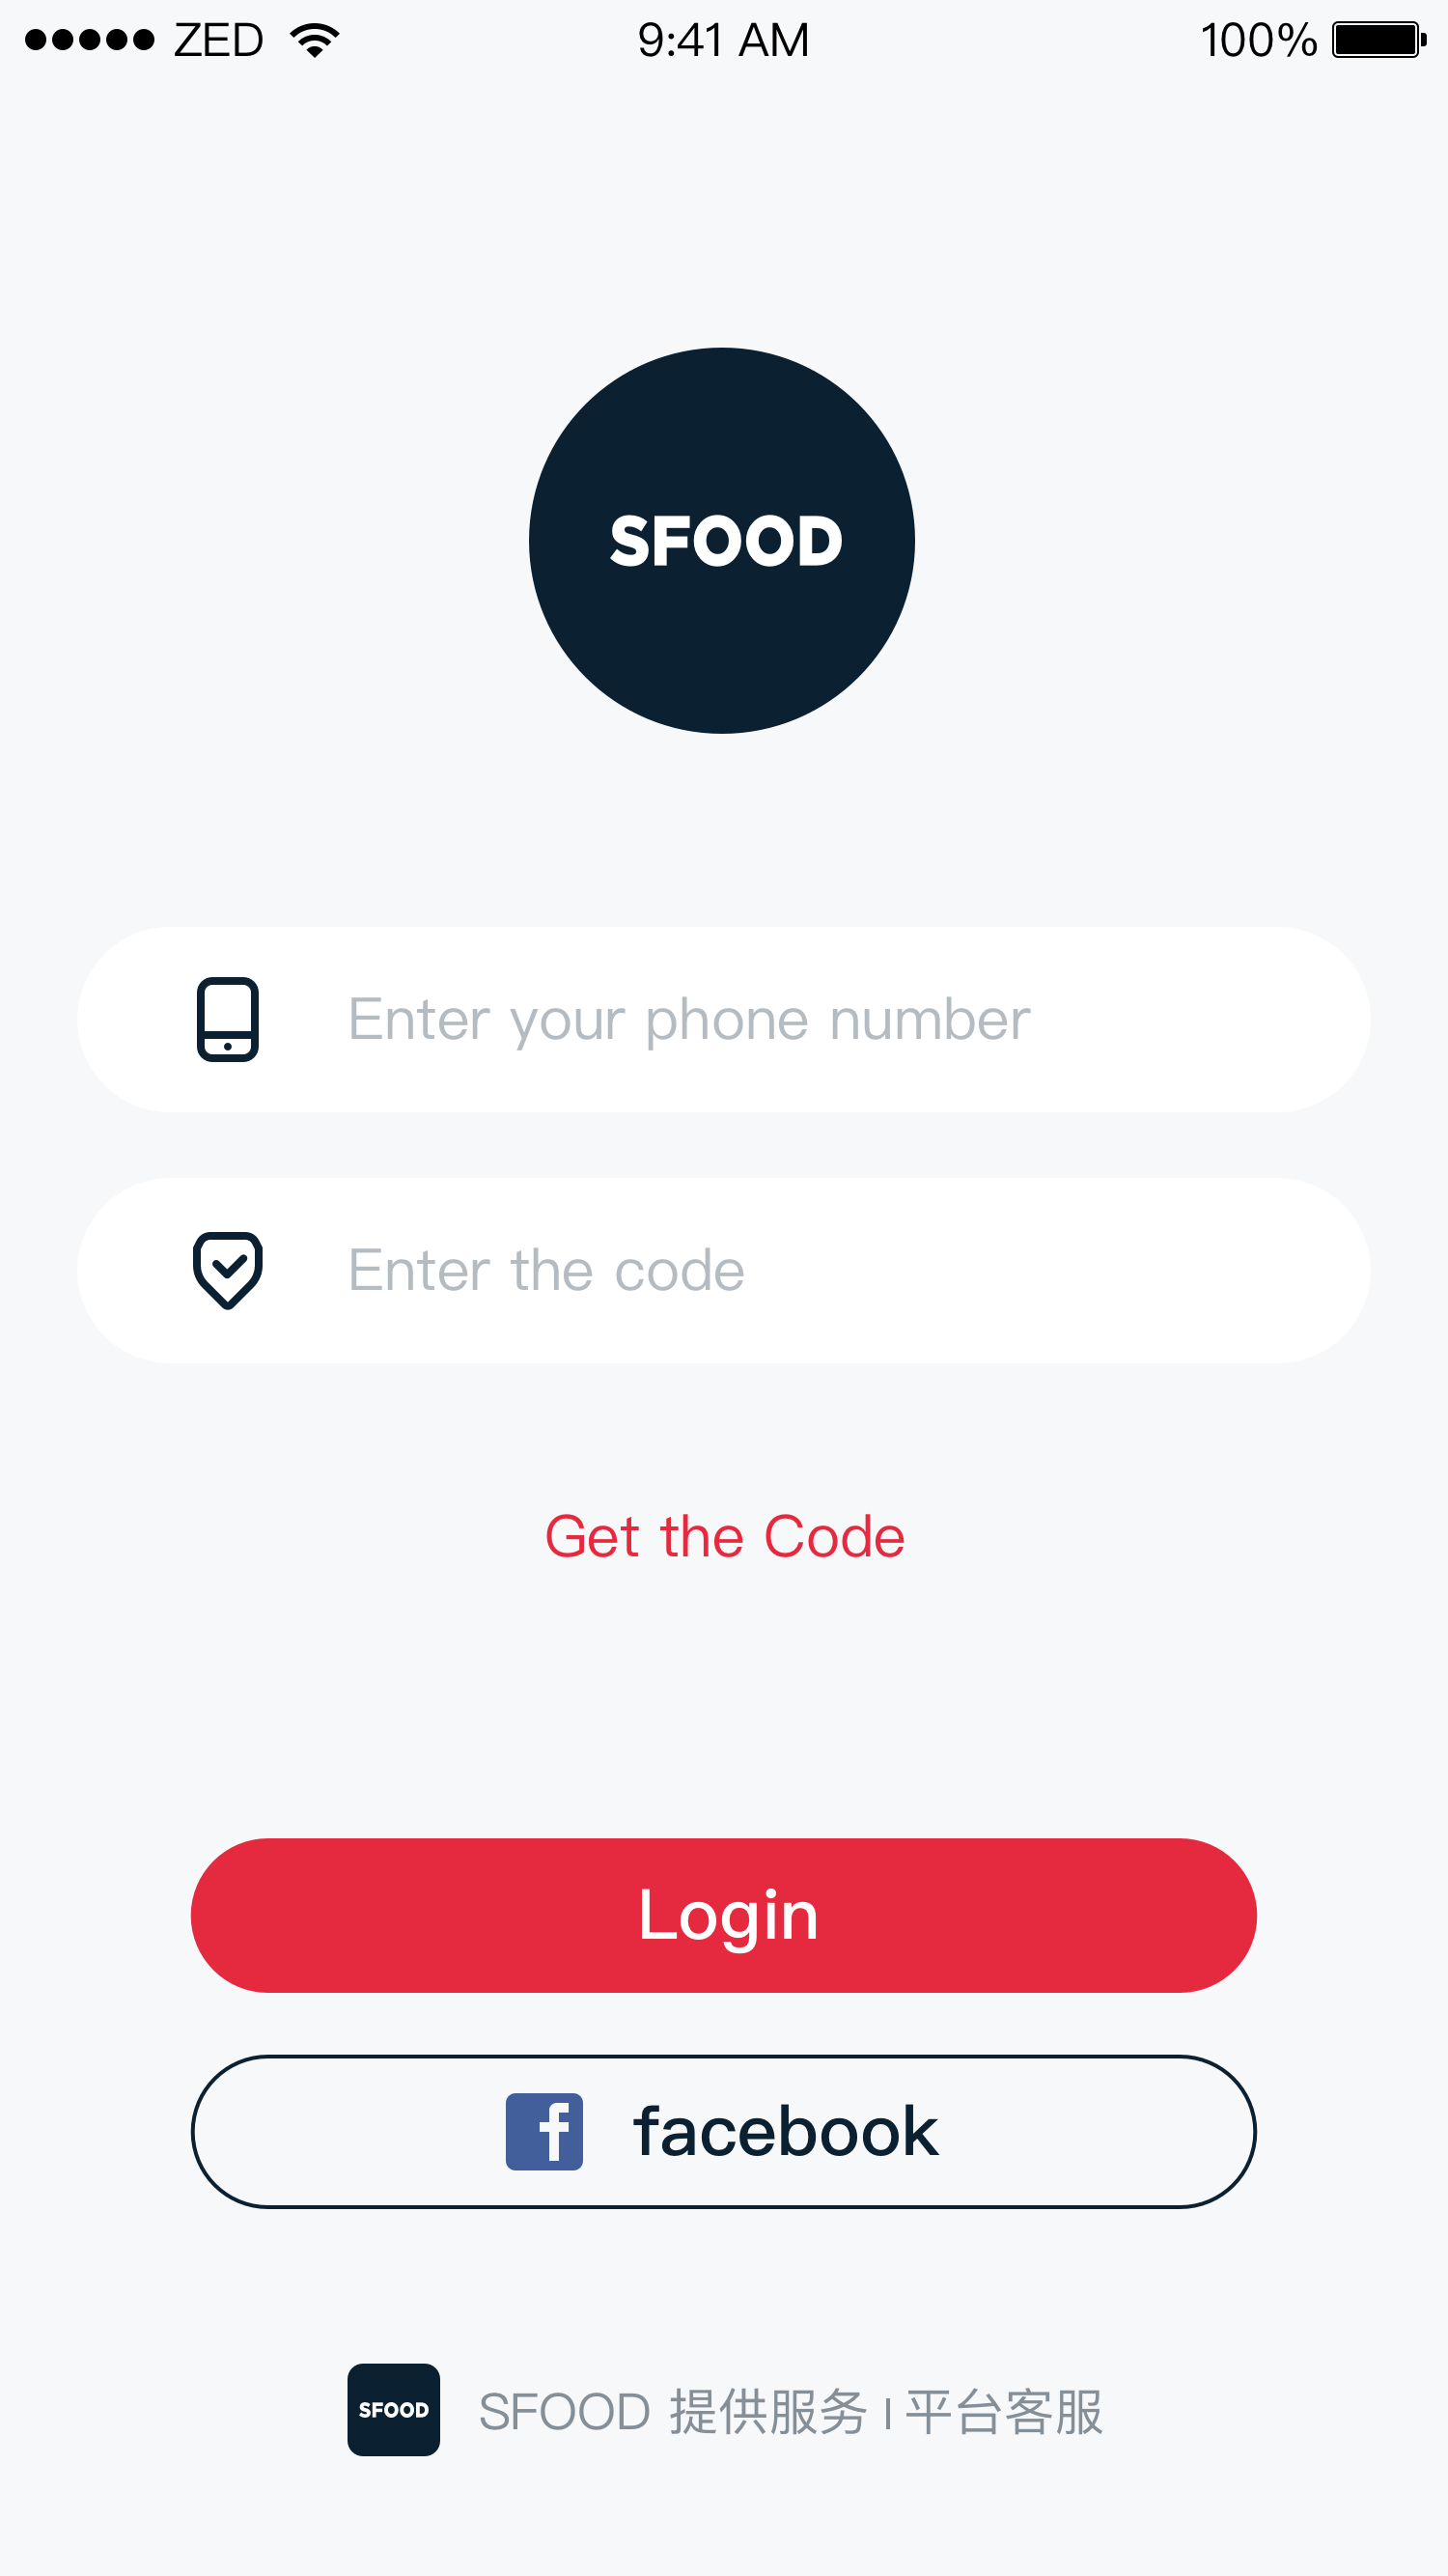 ZED 9:41 AM 100%
SFOOD
Enter your phone number
Enter the code
Get the Code
Login
facebook
SFOOD SFOOD 提供服务 | 平台客服